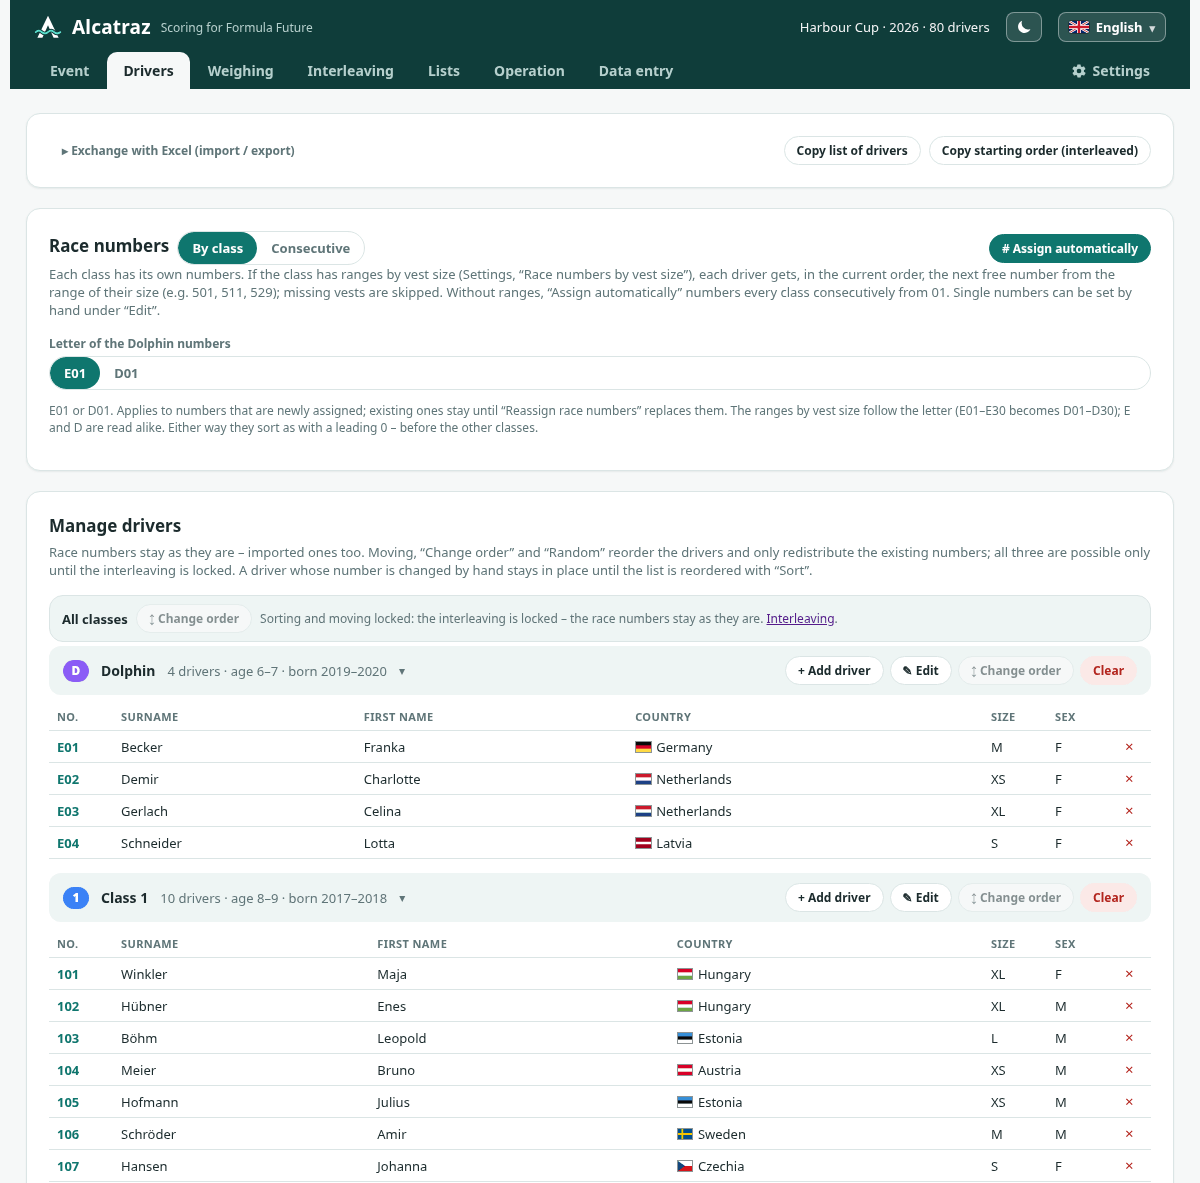 Alcatraz Scoring for Formula Future
Harbour Cup · 2026 · 80 drivers
English ▾
Event Drivers Weighing Interleaving Lists Operation Data entry Settings
▸ Exchange with Excel (import / export)
Copy list of drivers Copy starting order (interleaved)
Race numbers By class Consecutive # Assign automatically
Each class has its own numbers. If the class has ranges by vest size (Settings, “Race numbers by vest size”), each driver gets, in the current order, the next free number from the
range of their size (e.g. 501, 511, 529); missing vests are skipped. Without ranges, “Assign automatically” numbers every class consecutively from 01. Single numbers can be set by
hand under “Edit”.
Letter of the Dolphin numbers
E01 D01
E01 or D01. Applies to numbers that are newly assigned; existing ones stay until “Reassign race numbers” replaces them. The ranges by vest size follow the letter (E01–E30 becomes D01–D30); E
and D are read alike. Either way they sort as with a leading 0 – before the other classes.
Manage drivers
Race numbers stay as they are – imported ones too. Moving, “Change order” and “Random” reorder the drivers and only redistribute the existing numbers; all three are possible only
until the interleaving is locked. A driver whose number is changed by hand stays in place until the list is reordered with “Sort”.
All classes ↕ Change order Sorting and moving locked: the interleaving is locked – the race numbers stay as they are. Interleaving.
D Dolphin 4 drivers · age 6–7 · born 2019–2020 ▾ + Add driver ✎ Edit ↕ Change order Clear
NO. SURNAME FIRST NAME COUNTRY SIZE SEX
E01 Becker Franka Germany M F ×
E02 Demir Charlotte Netherlands XS F ×
E03 Gerlach Celina Netherlands XL F ×
E04 Schneider Lotta Latvia S F ×
1 Class 1 10 drivers · age 8–9 · born 2017–2018 ▾ + Add driver ✎ Edit ↕ Change order Clear
NO. SURNAME FIRST NAME COUNTRY SIZE SEX
101 Winkler Maja Hungary XL F ×
102 Hübner Enes Hungary XL M ×
103 Böhm Leopold Estonia L M ×
104 Meier Bruno Austria XS M ×
105 Hofmann Julius Estonia XS M ×
106 Schröder Amir Sweden M M ×
107 Hansen Johanna Czechia S F ×